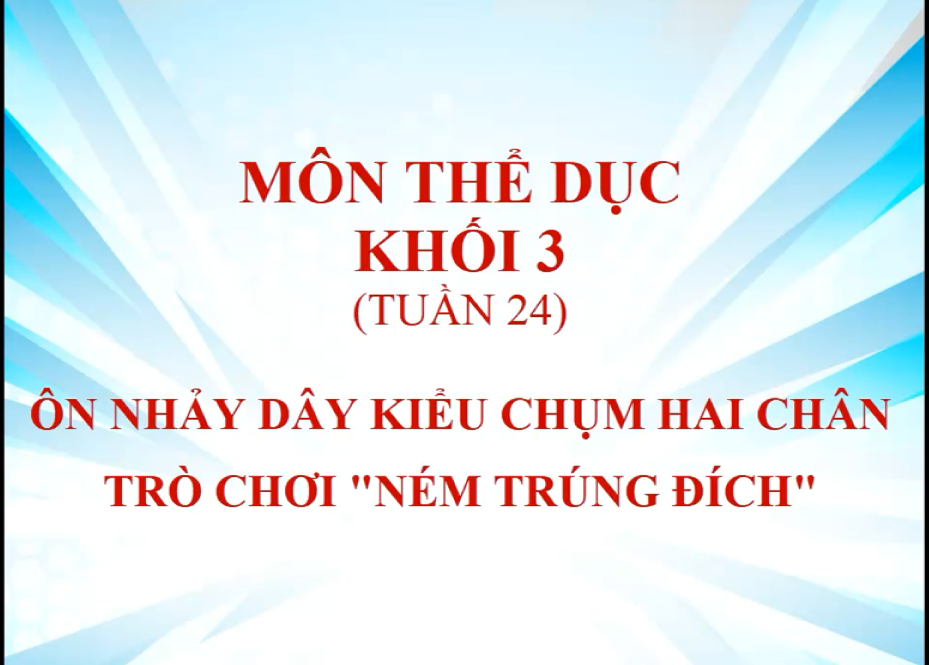 MÔN THỂ DỤC
KHỐI 3
(TUẦN 24)
ÔN NHẢY DÂY KIỂU CHỤM HAI CHÂN
TRÒ CHƠI "NÉM TRÚNG ĐÍCH"